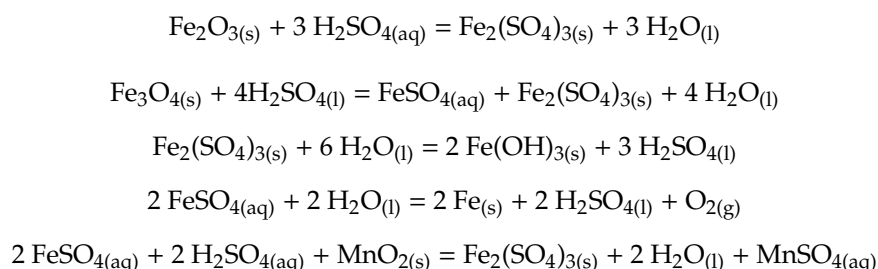 Fe₂O₃(s) + 3 H₂SO₄(aq) = Fe₂(SO₄)₃(s) + 3 H₂O(l)
Fe₃O₄(s) + 4H₂SO₄(l) = FeSO₄(aq) + Fe₂(SO₄)₃(s) + 4 H₂O(l)
Fe₂(SO₄)₃(s) + 6 H₂O(l) = 2 Fe(OH)₃(s) + 3 H₂SO₄(l)
2 FeSO₄(aq) + 2 H₂O(l) = 2 Fe(s) + 2 H₂SO₄(l) + O₂(g)
2 FeSO₄(aq) + 2 H₂SO₄(aq) + MnO₂(s) = Fe₂(SO₄)₃(s) + 2 H₂O(l) + MnSO₄(aq)